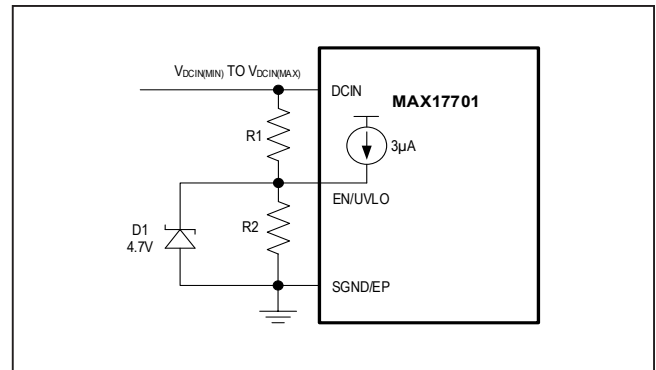 VDCIN(MIN) TO VDCIN(MAX)
DCIN
MAX17701
R1
3µA
EN/UVLO
D1
4.7V
R2
SGND/EP